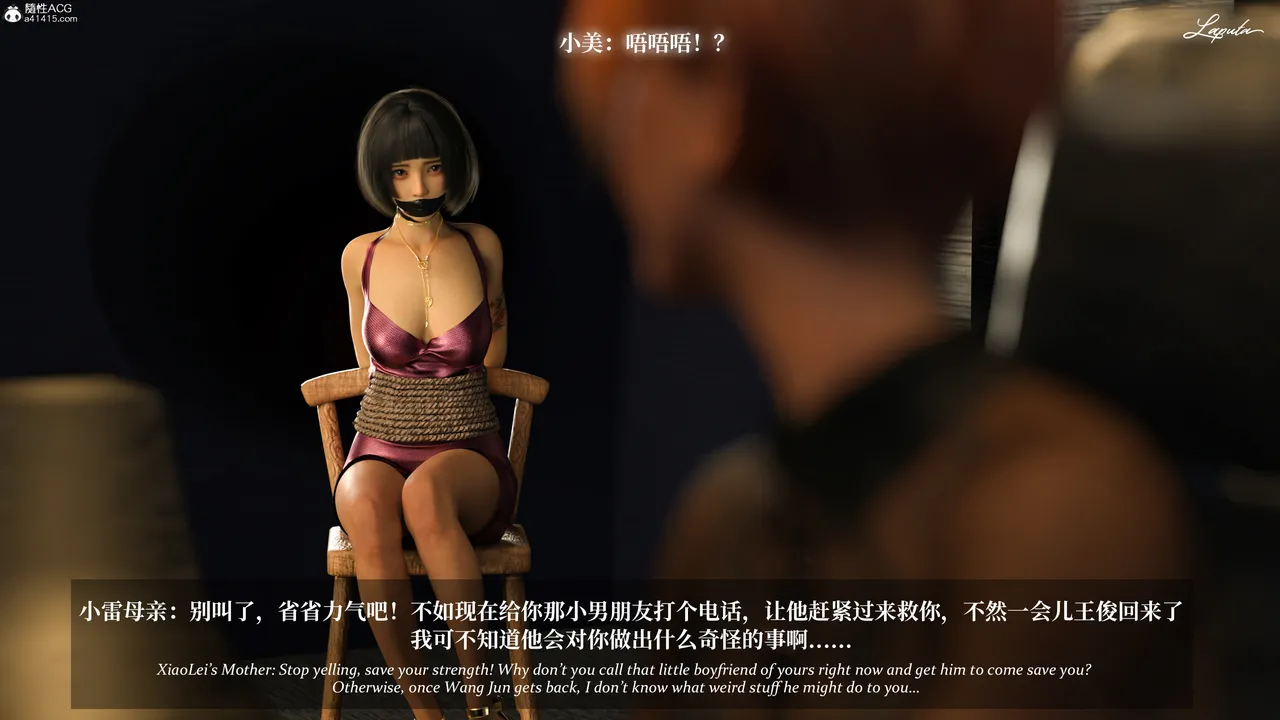 隨性ACG
a41415.com
Laputa
小美：唔唔唔！？
小雷母亲：别叫了，省省力气吧！不如现在给你那小男朋友打个电话，让他赶紧过来救你，不然一会儿王俊回来了
我可不知道他会对你做出什么奇怪的事啊……
XiaoLei's Mother: Stop yelling, save your strength! Why don't you call that little boyfriend of yours right now and get him to come save you?
Otherwise, once Wang Jun gets back, I don't know what weird stuff he might do to you...